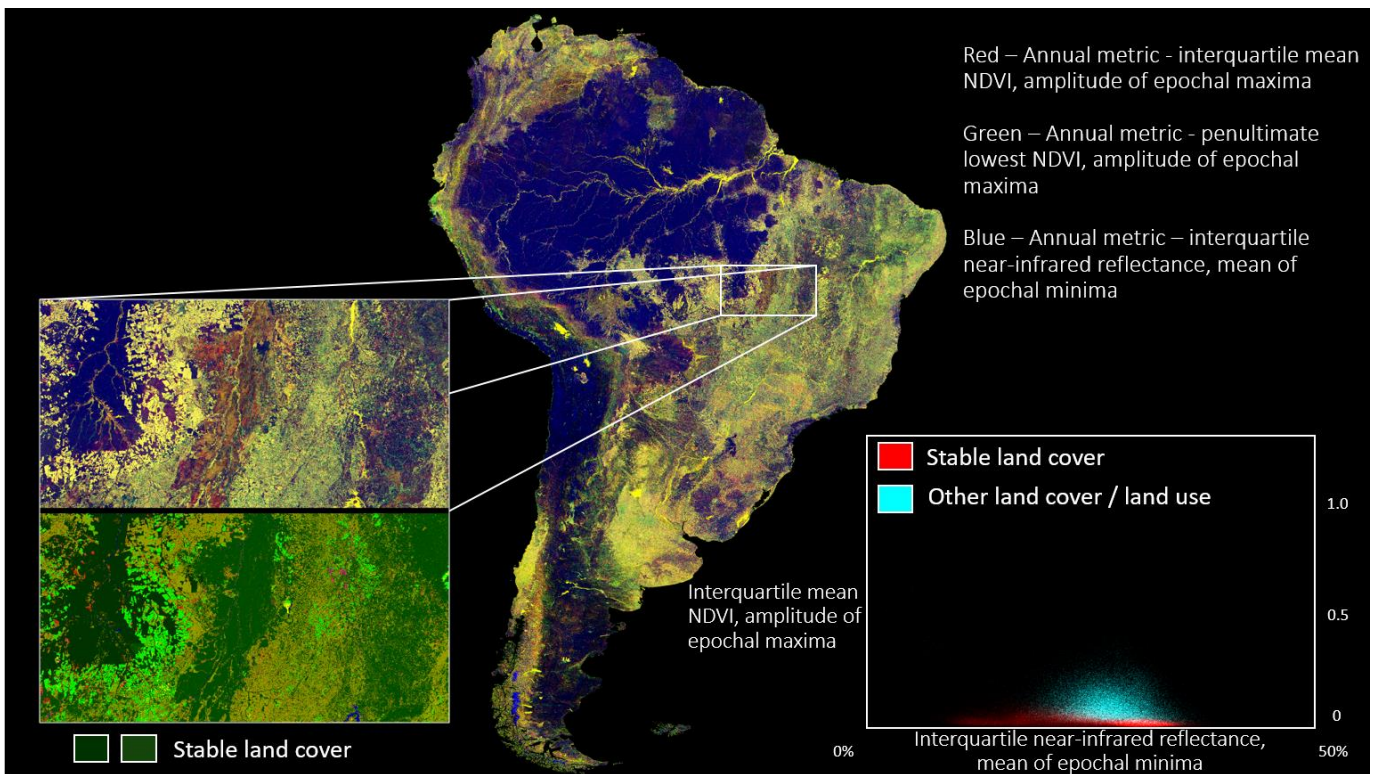 Red – Annual metric - interquartile mean
NDVI, amplitude of epochal maxima
Green – Annual metric - penultimate
lowest NDVI, amplitude of epochal
maxima
Blue – Annual metric – interquartile
near-infrared reflectance, mean of
epochal minima
Stable land cover
Other land cover / land use
1.0
0.5
0
Interquartile mean
NDVI, amplitude of
epochal maxima
0%
Interquartile near-infrared reflectance,
mean of epochal minima
50%
Stable land cover